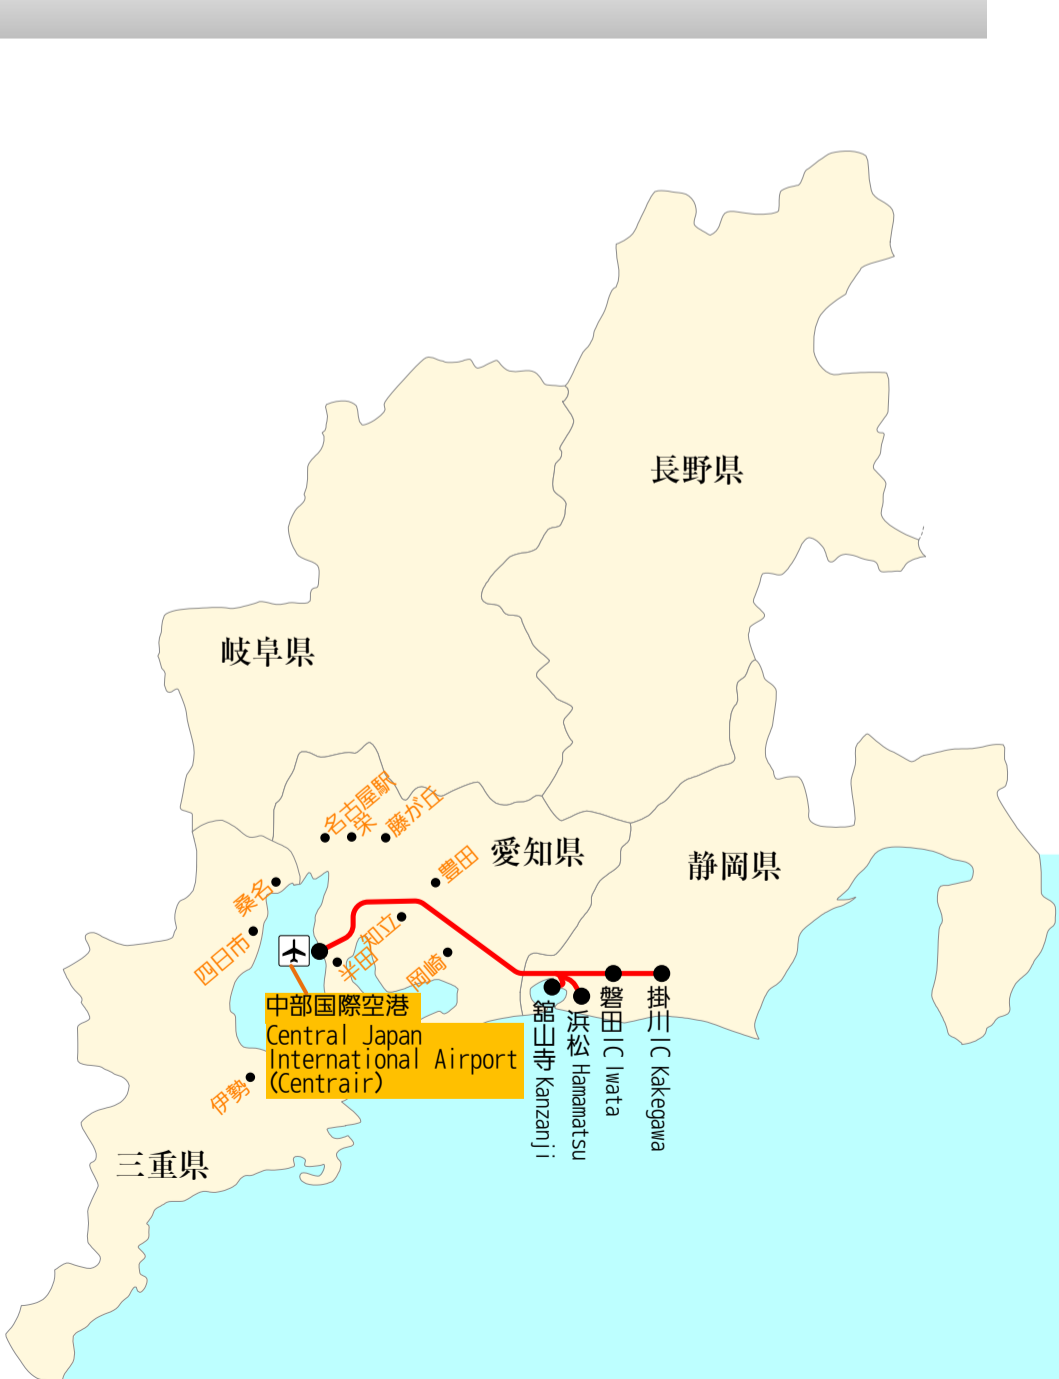 長野県
岐阜県
名古屋駅
栄
藤が丘
愛知県
静岡県
豊田
桑名
四日市
知立
半田
岡崎
中部国際空港
Central Japan
International Airport
(Centrair)
舘山寺 Kanzanji
浜松 Hamamatsu
磐田IC Iwata
掛川IC Kakegawa
伊勢
三重県